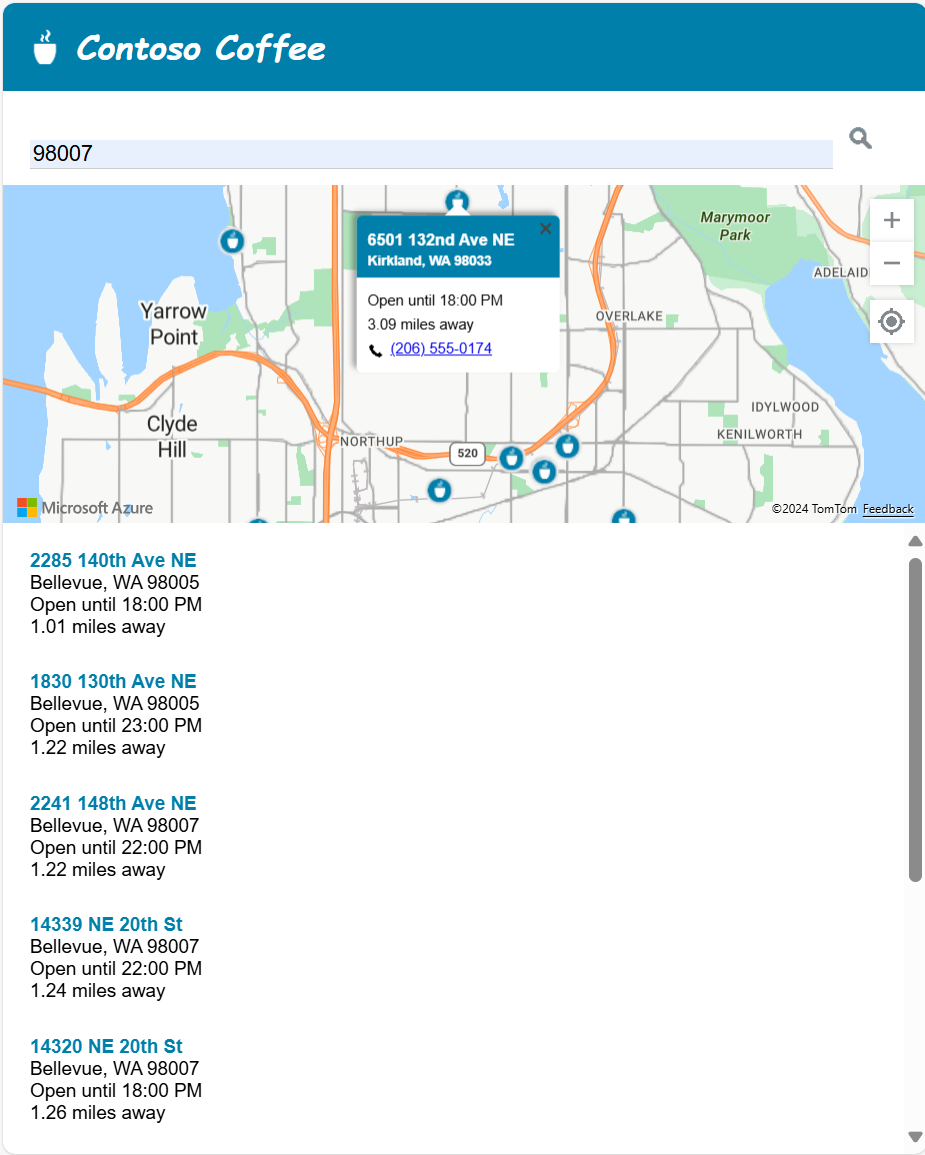 Contoso Coffee
98007
Marymoor
Park
6501 132nd Ave NE
Kirkland, WA 98033
Open until 18:00 PM
3.09 miles away
(206) 555-0174
ADELAID
Yarrow
Point
OVERLAKE
Clyde
Hill
IDYLWOOD
KENILWORTH
NORTHUP
520
Microsoft Azure
©2024 TomTom Feedback
2285 140th Ave NE
Bellevue, WA 98005
Open until 18:00 PM
1.01 miles away
1830 130th Ave NE
Bellevue, WA 98005
Open until 23:00 PM
1.22 miles away
2241 148th Ave NE
Bellevue, WA 98007
Open until 22:00 PM
1.22 miles away
14339 NE 20th St
Bellevue, WA 98007
Open until 22:00 PM
1.24 miles away
14320 NE 20th St
Bellevue, WA 98007
Open until 18:00 PM
1.26 miles away